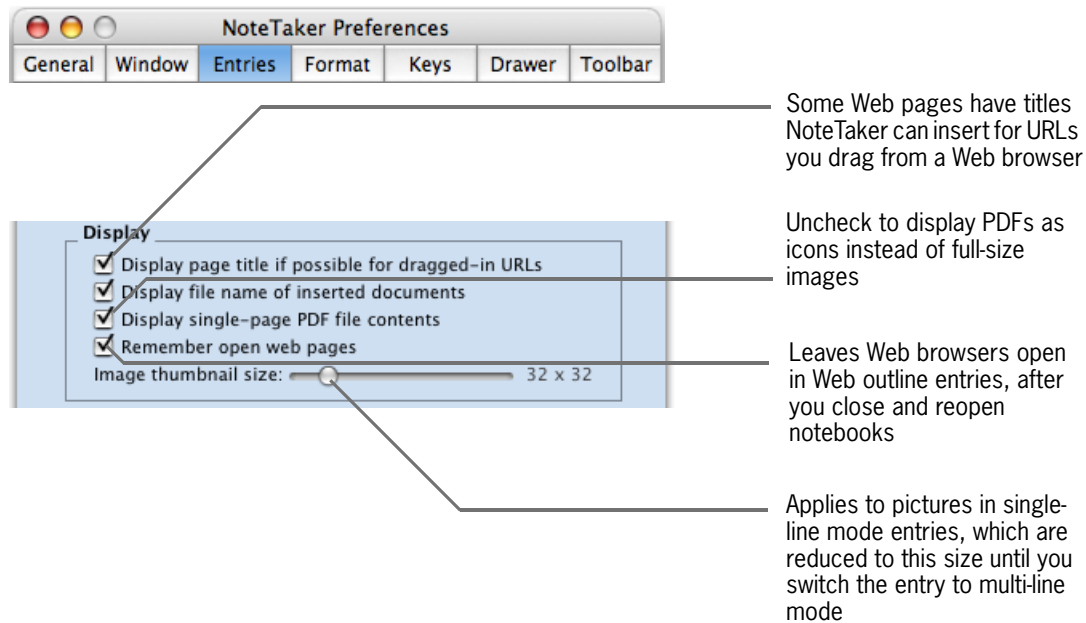 NoteTaker Preferences
General Window Entries Format Keys Drawer Toolbar
Some Web pages have titles
NoteTaker can insert for URLs
you drag from a Web browser
Display
Display page title if possible for dragged-in URLs
Display file name of inserted documents
Display single-page PDF file contents
Remember open web pages
Image thumbnail size: 32 x 32
Uncheck to display PDFs as
icons instead of full-size
images
Leaves Web browsers open
in Web outline entries, after
you close and reopen
notebooks
Applies to pictures in single-
line mode entries, which are
reduced to this size until you
switch the entry to multi-line
mode